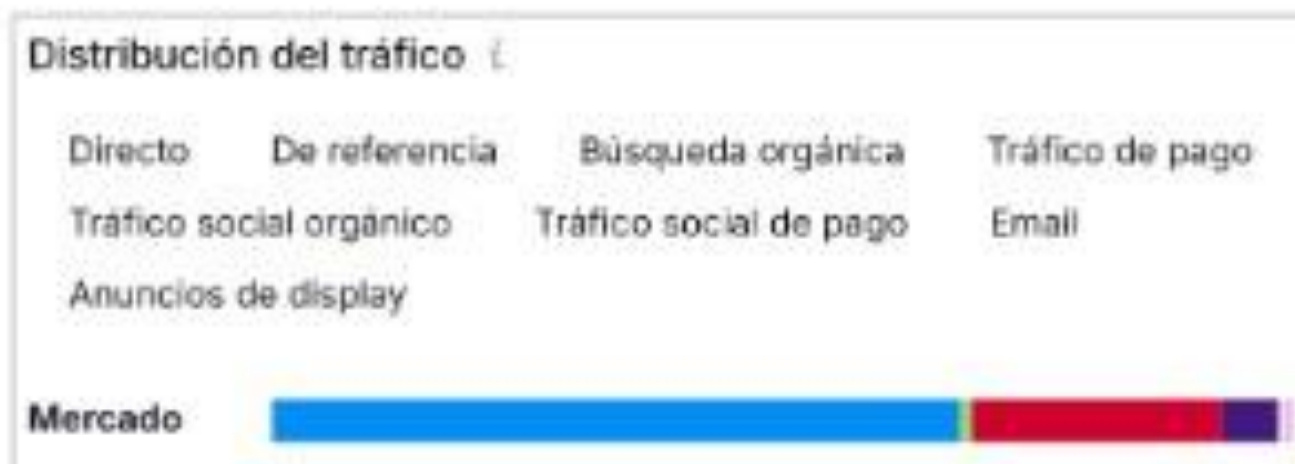 Distribución del tráfico
Directo De referencia Búsqueda orgánica Tráfico de pago
Tráfico social orgánico Tráfico social de pago Email
Anuncios de display
Mercado